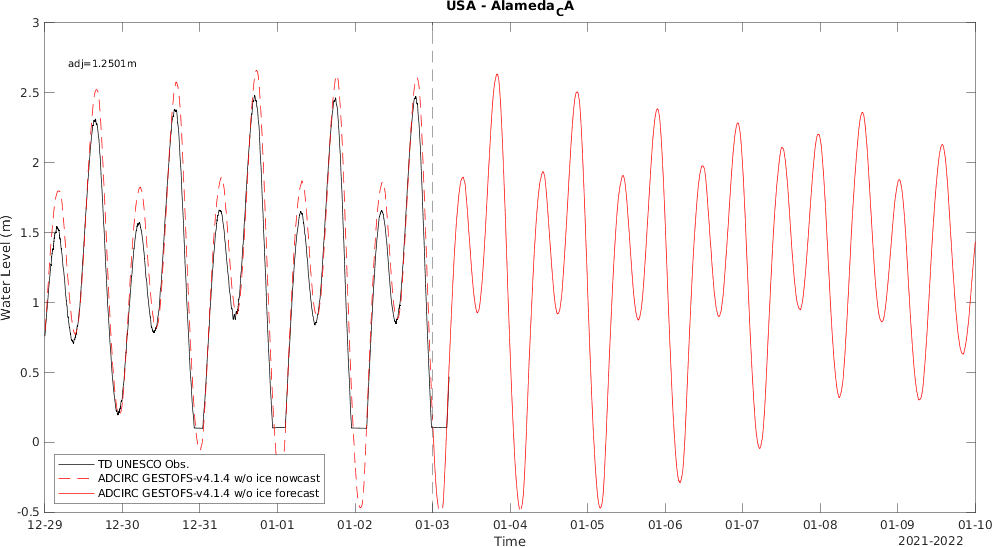 USA - Alameda_CA
adj=1.2501m
3
2.5
2
1.5
1
0.5
0
-0.5
Water Level (m)
TD UNESCO Obs.
ADCIRC GESTOFS-v4.1.4 w/o ice nowcast
ADCIRC GESTOFS-v4.1.4 w/o ice forecast
12-29 12-30 12-31 01-01 01-02 01-03 01-04 01-05 01-06 01-07 01-08 01-09 01-10
Time
2021-2022